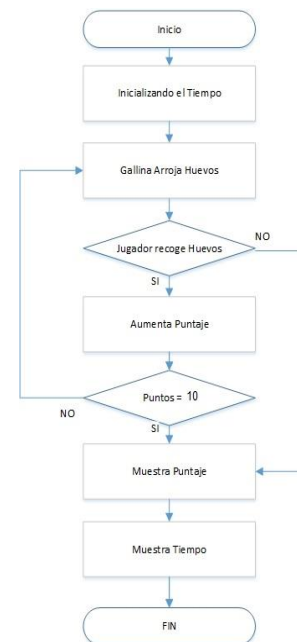 Inicio
Inicializando el Tiempo
Gallina Arroja Huevos
Jugador recoge Huevos
NO
SI
Aumenta Puntaje
Puntos = 10
NO
SI
Muestra Puntaje
Muestra Tiempo
FIN